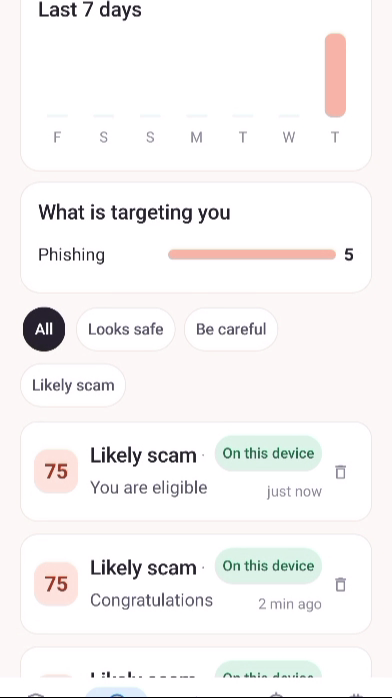 Last 7 days
F S S M T W T
What is targeting you
Phishing 5
All Looks safe Be careful
Likely scam
75 Likely scam · On this device
You are eligible just now
75 Likely scam · On this device
Congratulations 2 min ago